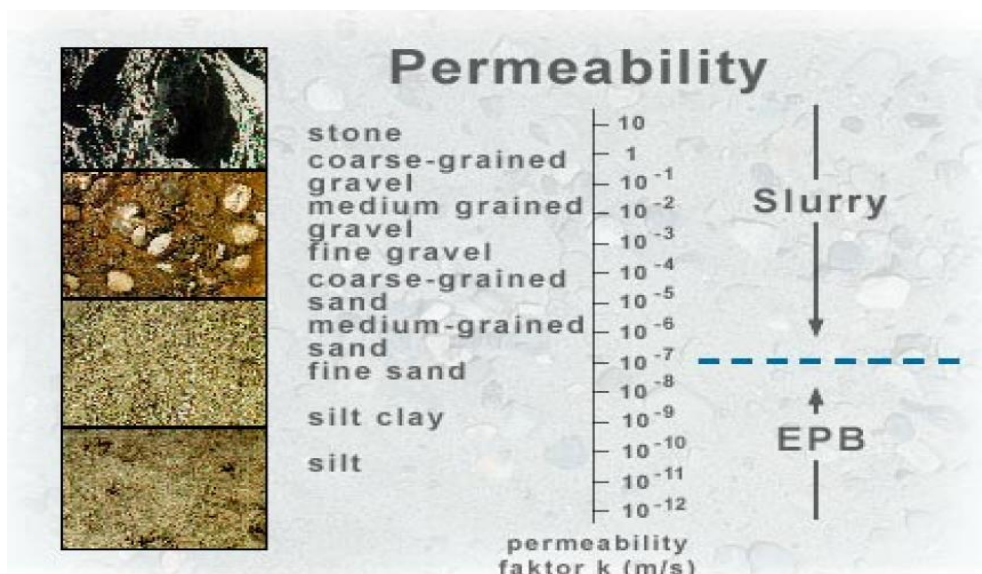 Permeability
stone
coarse-grained
gravel
medium grained
gravel
fine gravel
coarse-grained
sand
medium-grained
sand
fine sand
silt clay
silt
10
1
10⁻¹
10⁻²
10⁻³
10⁻⁴
10⁻⁵
10⁻⁶
10⁻⁷
10⁻⁸
10⁻⁹
10⁻¹⁰
10⁻¹¹
10⁻¹²
permeability
faktor k (m/s)
Slurry
EPB